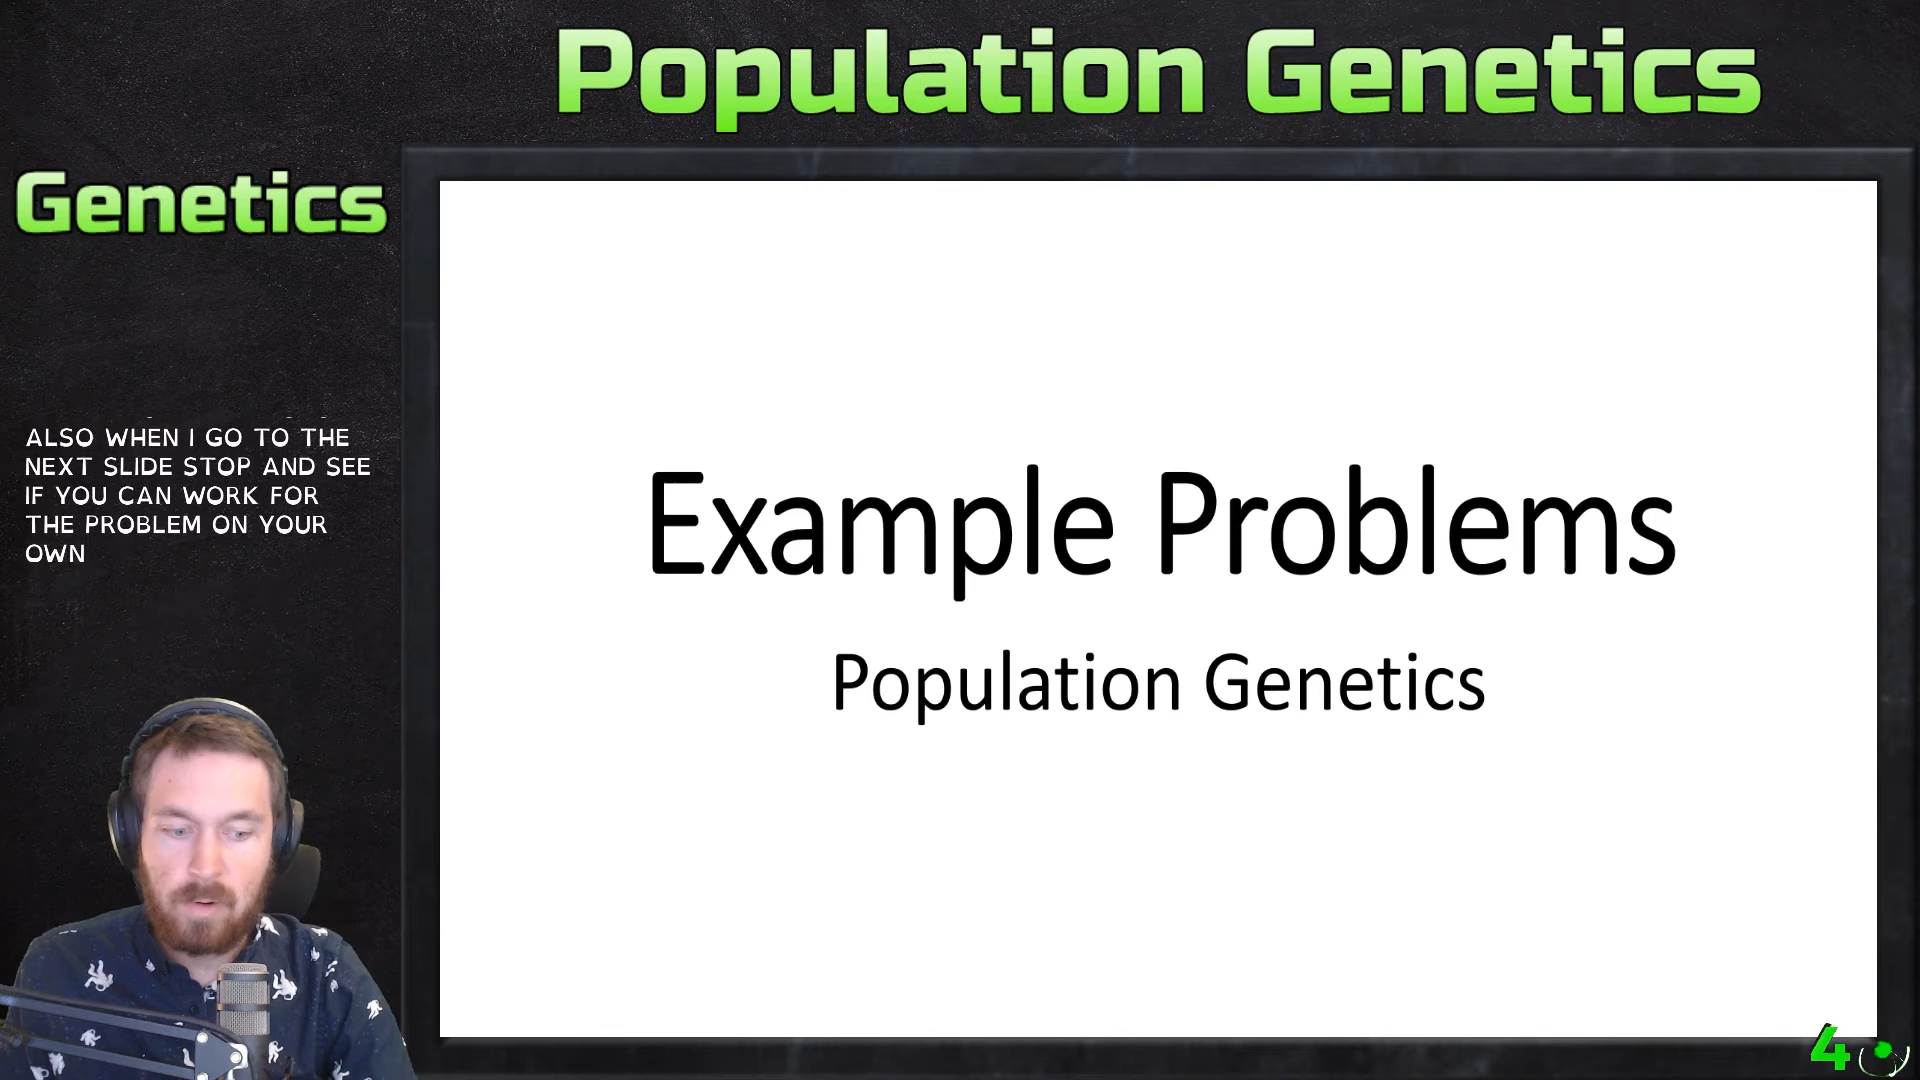 Population Genetics
Genetics
ALSO WHEN I GO TO THE
NEXT SLIDE STOP AND SEE
IF YOU CAN WORK FOR
THE PROBLEM ON YOUR
OWN
Example Problems
Population Genetics
4